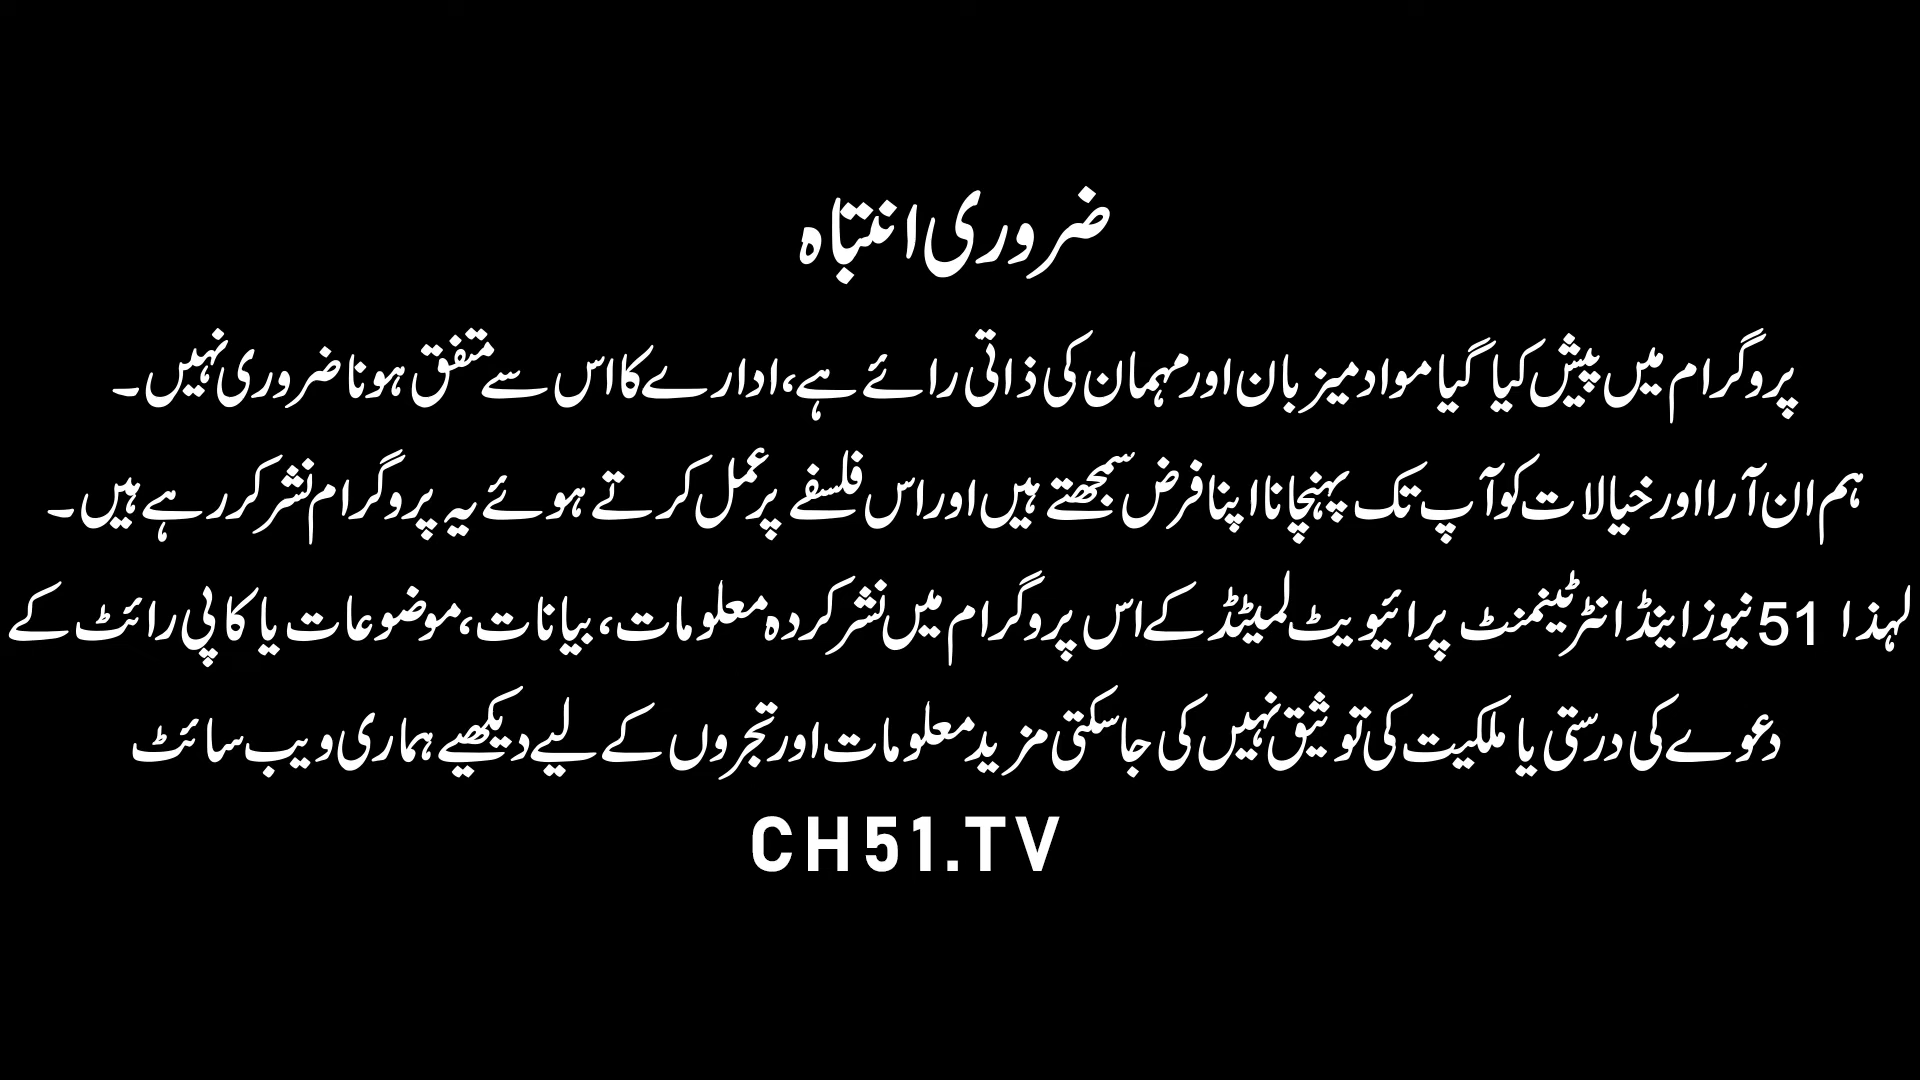 ضروری انتباہ
پروگرام میں پیش کیا گیا مواد میزبان اور مہمان کی ذاتی رائے ہے، ادارے کا اس سے متفق ہونا ضروری نہیں۔
ہم ان آرا اور خیالات کو آپ تک پہنچانا اپنا فرض سمجھتے ہیں اور اس فلسفے پر عمل کرتے ہوئے یہ پروگرام نشر کر رہے ہیں۔
لہذا 51 نیوز اینڈ انٹرٹینمنٹ پرائیویٹ لمیٹڈ کے اس پروگرام میں نشر کردہ معلومات، بیانات، موضوعات یا کاپی رائٹ کے
دعوے کی درستی یا ملکیت کی توثیق نہیں کی جا سکتی مزید معلومات اور تجزوں کے لیے دیکھیے ہماری ویب سائٹ
CH51.TV